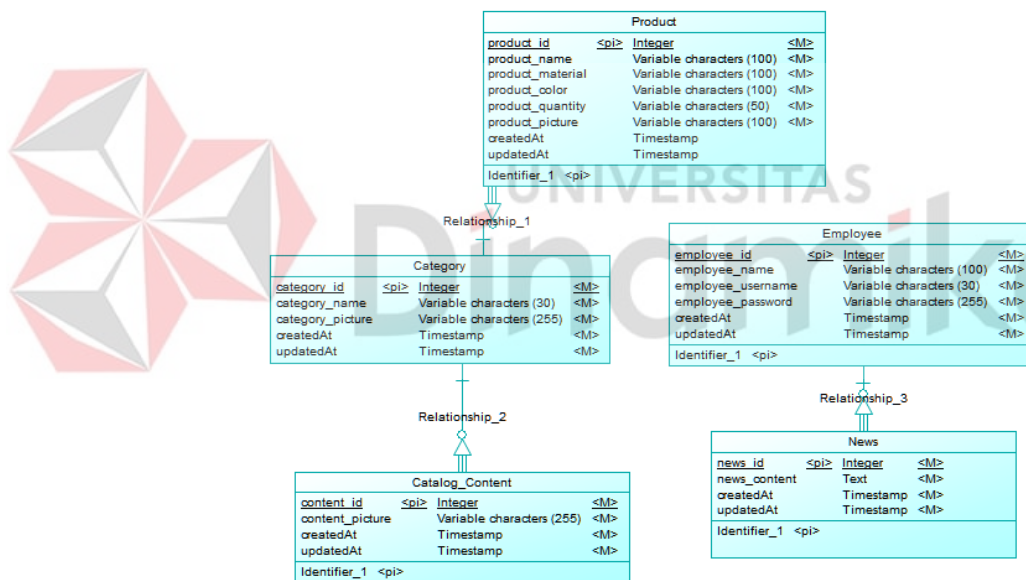 Product
product_id <pi> Integer <M>
product_name Variable characters (100) <M>
product_material Variable characters (100) <M>
product_color Variable characters (100) <M>
product_quantity Variable characters (50) <M>
product_picture Variable characters (100) <M>
createdAt Timestamp
updatedAt Timestamp
Identifier_1 <pi>
UNIVERSITAS
Dinamik
Relationship_1
Category
category_id <pi> Integer <M>
category_name Variable characters (30) <M>
category_picture Variable characters (255) <M>
createdAt Timestamp <M>
updatedAt Timestamp <M>
Employee
employee_id <pi> Integer <M>
employee_name Variable characters (100) <M>
employee_username Variable characters (30) <M>
employee_password Variable characters (255) <M>
createdAt Timestamp <M>
updatedAt Timestamp <M>
Identifier_1 <pi>
Relationship_2
Relationship_3
Catalog_Content
content_id <pi> Integer <M>
content_picture Variable characters (255) <M>
createdAt Timestamp <M>
updatedAt Timestamp <M>
Identifier_1 <pi>
News
news_id <pi> Integer <M>
news_content Text <M>
createdAt Timestamp <M>
updatedAt Timestamp <M>
Identifier_1 <pi>